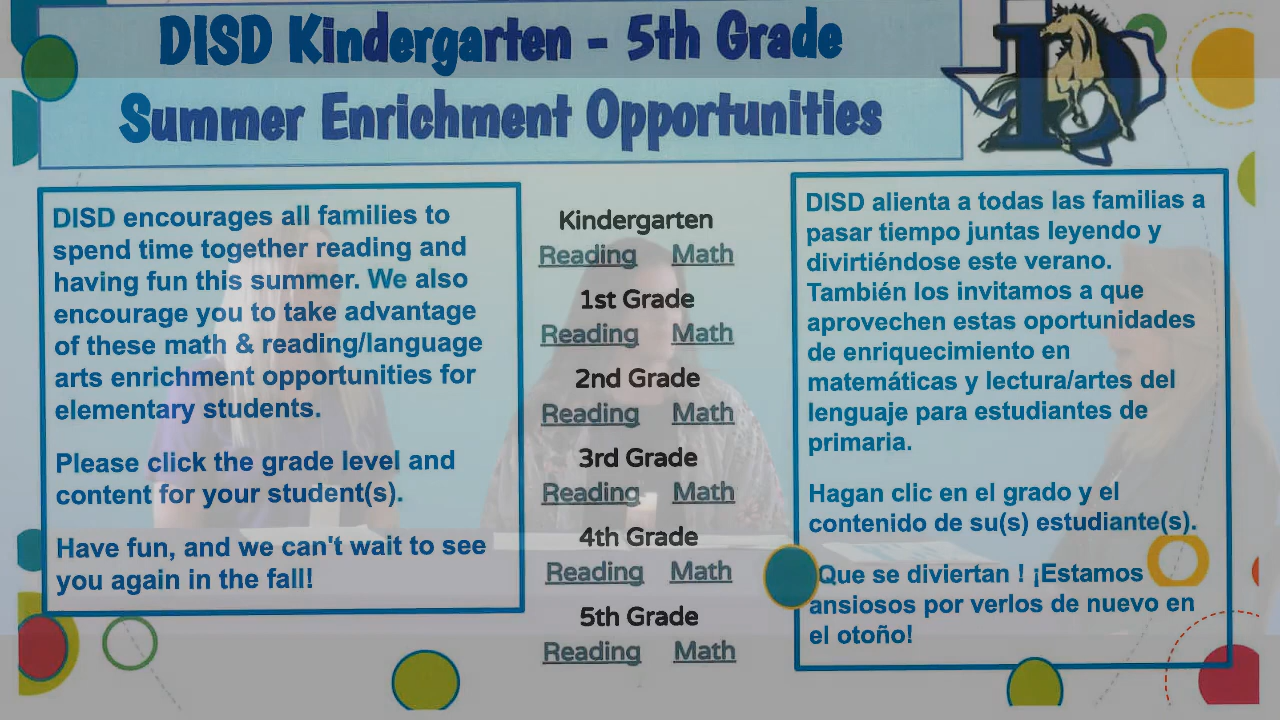 DISD Kindergarten - 5th Grade
Summer Enrichment Opportunities
D
DISD encourages all families to
spend time together reading and
having fun this summer. We also
encourage you to take advantage
of these math & reading/language
arts enrichment opportunities for
elementary students.
Please click the grade level and
content for your student(s).
Have fun, and we can't wait to see
you again in the fall!
Kindergarten
Reading Math
1st Grade
Reading Math
2nd Grade
Reading Math
3rd Grade
Reading Math
4th Grade
Reading Math
5th Grade
Reading Math
DISD alienta a todas las familias a
pasar tiempo juntas leyendo y
divirtiéndose este verano.
También los invitamos a que
aprovechen estas oportunidades
de enriquecimiento en
matemáticas y lectura/artes del
lenguaje para estudiantes de
primaria.
Hagan clic en el grado y el
contenido de su(s) estudiante(s).
Que se diviertan ! ¡Estamos
ansiosos por verlos de nuevo en
el otoño!